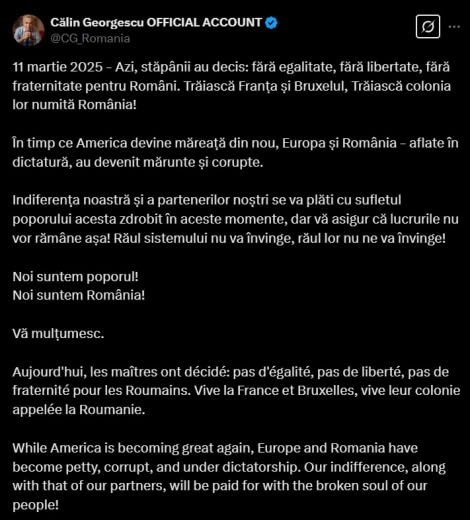 Călin Georgescu OFFICIAL ACCOUNT
@CG_Romania
11 martie 2025 - Azi, stăpânii au decis: fără egalitate, fără libertate, fără
fraternitate pentru Români. Trăiască Franța și Bruxelul, Trăiască colonia
lor numită România!
În timp ce America devine măreață din nou, Europa și România - aflate în
dictatură, au devenit mărunte și corupte.
Indiferența noastră și a partenerilor noștri se va plăti cu sufletul
poporului acesta zdrobit în aceste momente, dar vă asigur că lucrurile nu
vor rămâne așa! Răul sistemului nu va învinge, răul lor nu ne va învinge!
Noi suntem poporul!
Noi suntem România!
Vă mulțumesc.
Aujourd'hui, les maîtres ont décidé: pas d'égalité, pas de liberté, pas de
fraternité pour les Roumains. Vive la France et Bruxelles, vive leur colonie
appelée la Roumanie.
While America is becoming great again, Europe and Romania have
become petty, corrupt, and under dictatorship. Our indifference, along
with that of our partners, will be paid for with the broken soul of our
people!